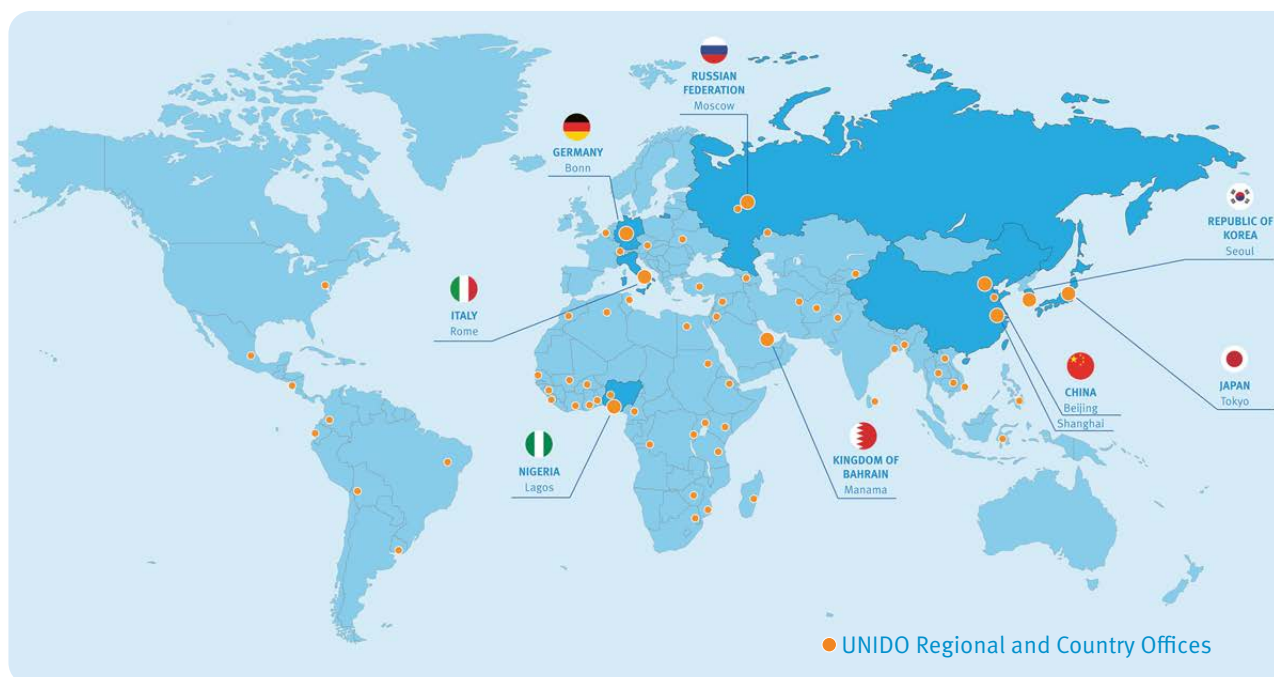 RUSSIAN
FEDERATION
Moscow
GERMANY
Bonn
REPUBLIC OF
KOREA
Seoul
ITALY
Rome
CHINA
Beijing
Shanghai
JAPAN
Tokyo
NIGERIA
Lagos
KINGDOM OF
BAHRAIN
Manama
UNIDO Regional and Country Offices